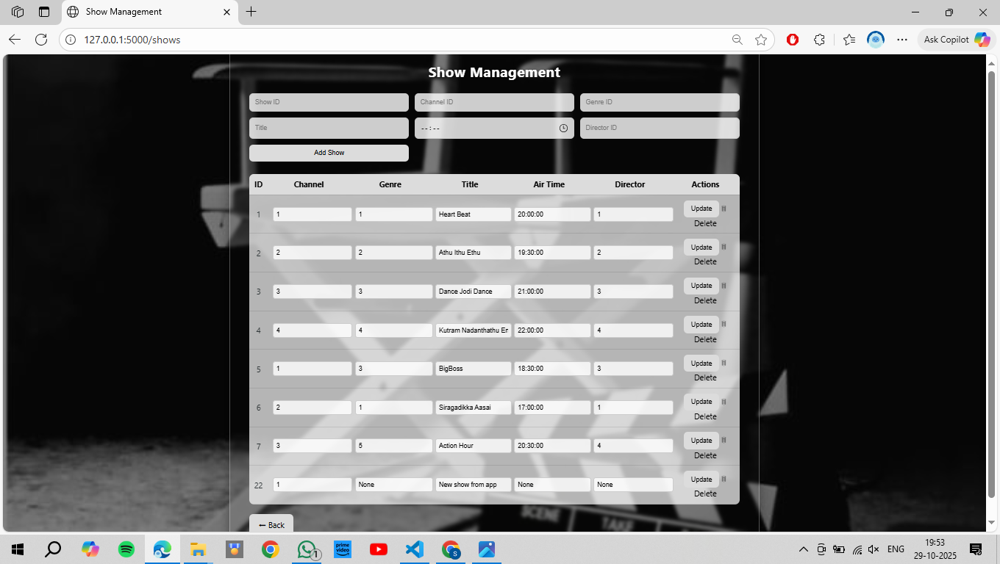 Show Management
127.0.0.1:5000/shows
Ask Copilot
Show Management
Show ID Channel ID Genre ID
Title --:-- Director ID
Add Show
ID Channel Genre Title Air Time Director Actions
1 1 1 Heart Beat 20:00:00 1 Update
Delete
2 2 2 Athu Ithu Ethu 19:30:00 2 Update
Delete
3 3 3 Dance Jodi Dance 21:00:00 3 Update
Delete
4 4 4 Kutram Nadanthathu En 22:00:00 4 Update
Delete
5 1 3 BigBoss 18:30:00 3 Update
Delete
6 2 1 Siragadikka Aasai 17:00:00 1 Update
Delete
7 3 5 Action Hour 20:30:00 4 Update
Delete
22 1 None New show from app None None Update
Delete
SCENE TAKE
← Back
prime video
1
S
ENG
19:53
29-10-2025